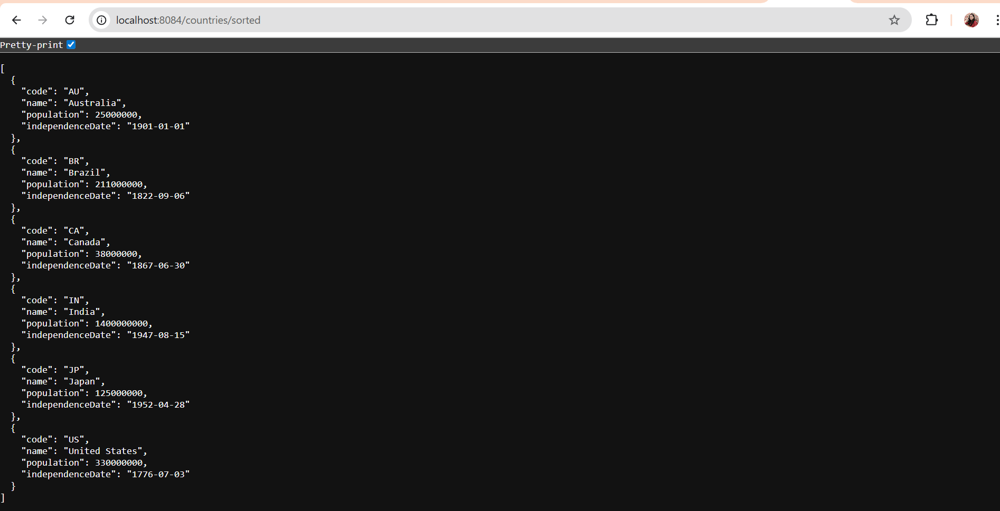 localhost:8084/countries/sorted
Pretty-print
[
  {
    "code": "AU",
    "name": "Australia",
    "population": 25000000,
    "independenceDate": "1901-01-01"
  },
  {
    "code": "BR",
    "name": "Brazil",
    "population": 211000000,
    "independenceDate": "1822-09-06"
  },
  {
    "code": "CA",
    "name": "Canada",
    "population": 38000000,
    "independenceDate": "1867-06-30"
  },
  {
    "code": "IN",
    "name": "India",
    "population": 1400000000,
    "independenceDate": "1947-08-15"
  },
  {
    "code": "JP",
    "name": "Japan",
    "population": 125000000,
    "independenceDate": "1952-04-28"
  },
  {
    "code": "US",
    "name": "United States",
    "population": 330000000,
    "independenceDate": "1776-07-03"
  }
]